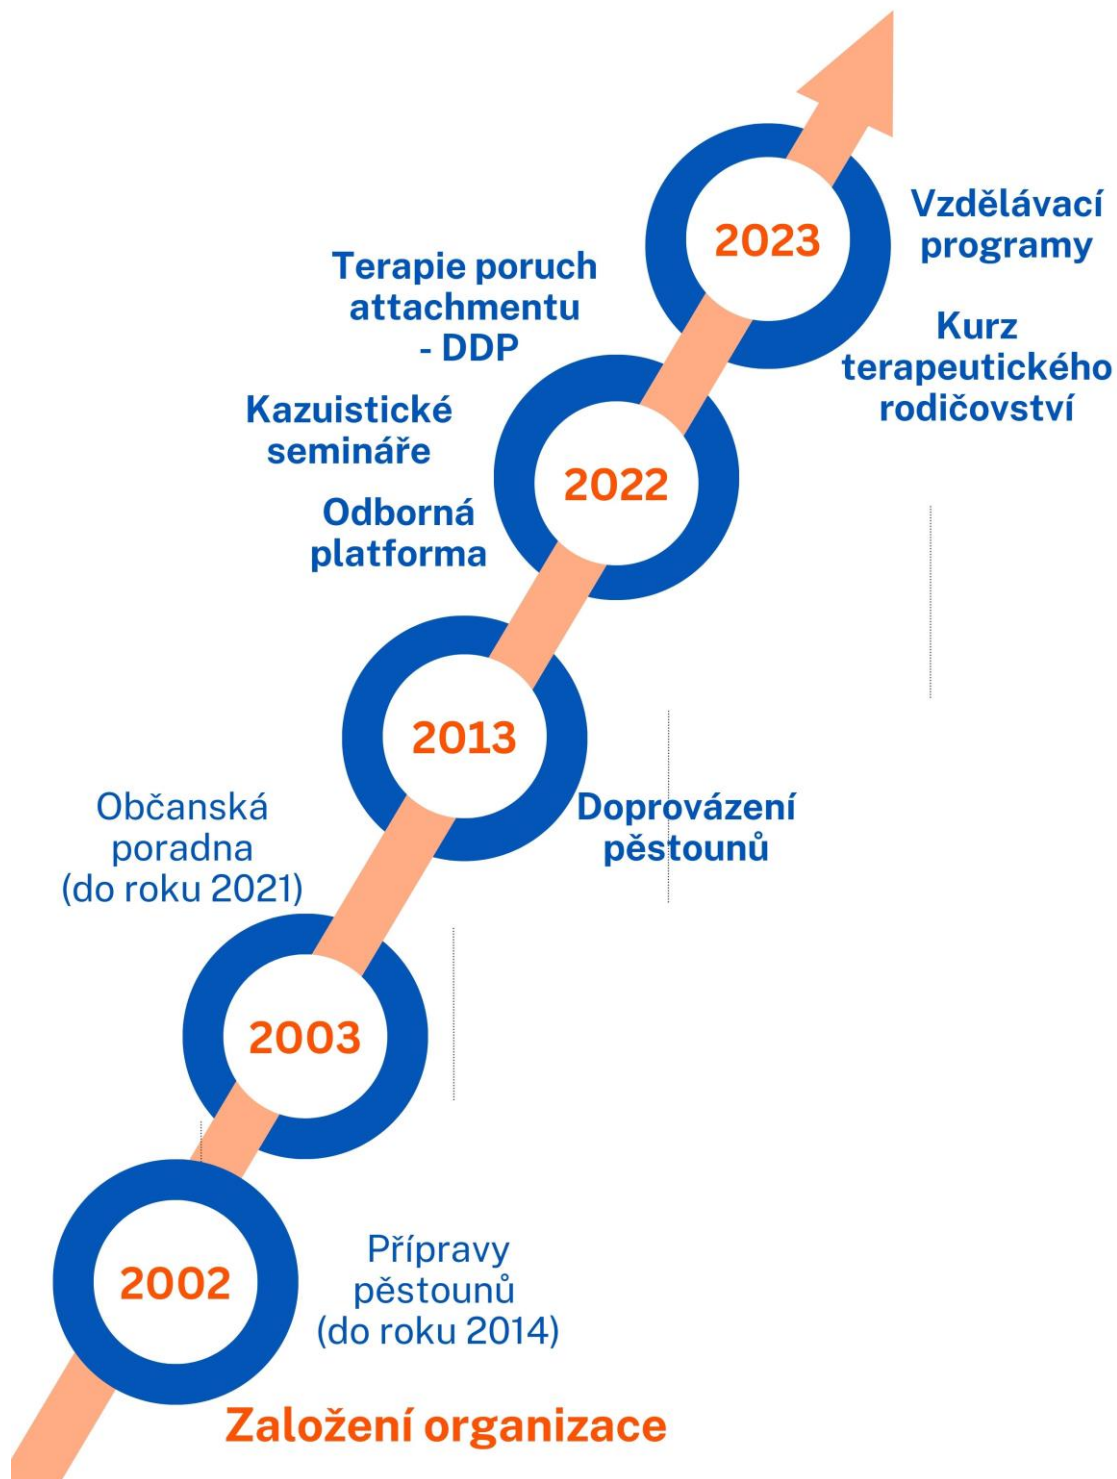 2023
Vzdělávací
programy
Kurz
terapeutického
rodičovství
Terapie poruch
attachmentu
- DDP
Kazuistické
semináře
Odborná
platforma
2022
2013
Doprovázení
pěstounů
Občanská
poradna
(do roku 2021)
2003
2002
Přípravy
pěstounů
(do roku 2014)
Založení organizace